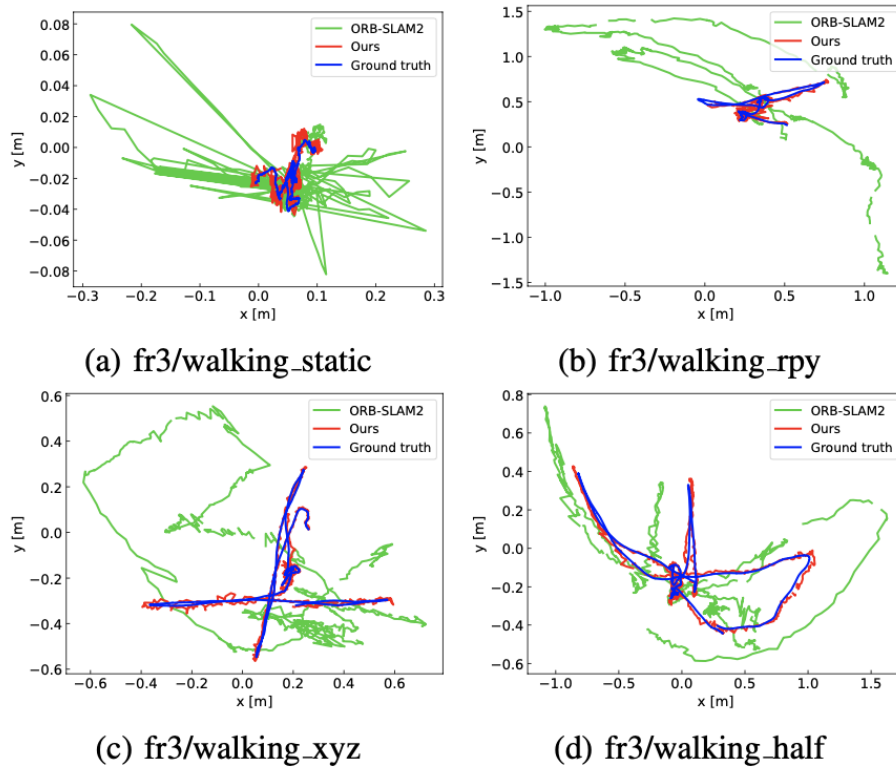 0.08
0.06
0.04
0.02
0.00
−0.02
−0.04
−0.06
−0.08
y [m]
−0.3 −0.2 −0.1 0.0 0.1 0.2 0.3
x [m]
ORB-SLAM2
Ours
Ground truth
(a) fr3/walking_static
1.5
1.0
0.5
0.0
−0.5
−1.0
−1.5
y [m]
−1.0 −0.5 0.0 0.5 1.0
x [m]
ORB-SLAM2
Ours
Ground truth
(b) fr3/walking_rpy
0.6
0.4
0.2
0.0
−0.2
−0.4
−0.6
y [m]
−0.6 −0.4 −0.2 0.0 0.2 0.4 0.6
x [m]
ORB-SLAM2
Ours
Ground truth
(c) fr3/walking_xyz
0.8
0.6
0.4
0.2
0.0
−0.2
−0.4
−0.6
y [m]
−1.0 −0.5 0.0 0.5 1.0 1.5
x [m]
ORB-SLAM2
Ours
Ground truth
(d) fr3/walking_half